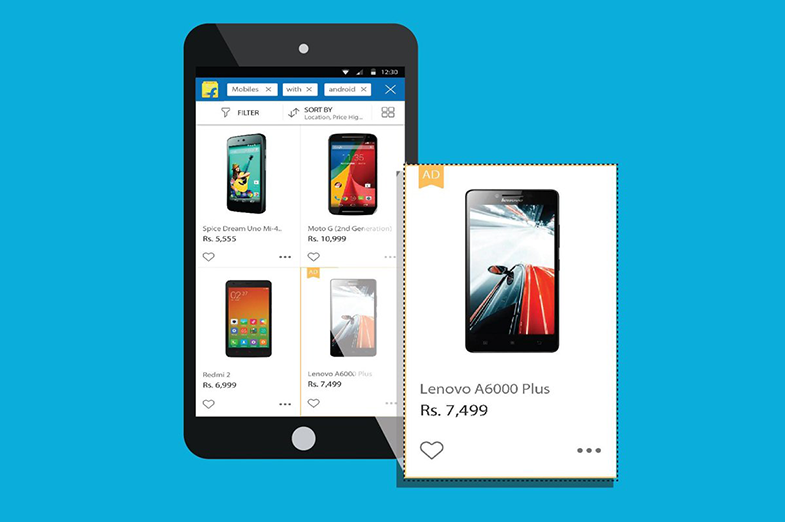 12:30
Mobiles ✕ with ✕ android ✕
FILTER
SORT BY
Location, Price Hig...
Spice Dream Uno Mi-4..
Rs. 5,555
Moto G (2nd Generation)
Rs. 10,999
Redmi 2
Rs. 6,999
AD
Lenovo A6000 Plus
Rs. 7,499
AD
Lenovo
Lenovo A6000 Plus
Rs. 7,499